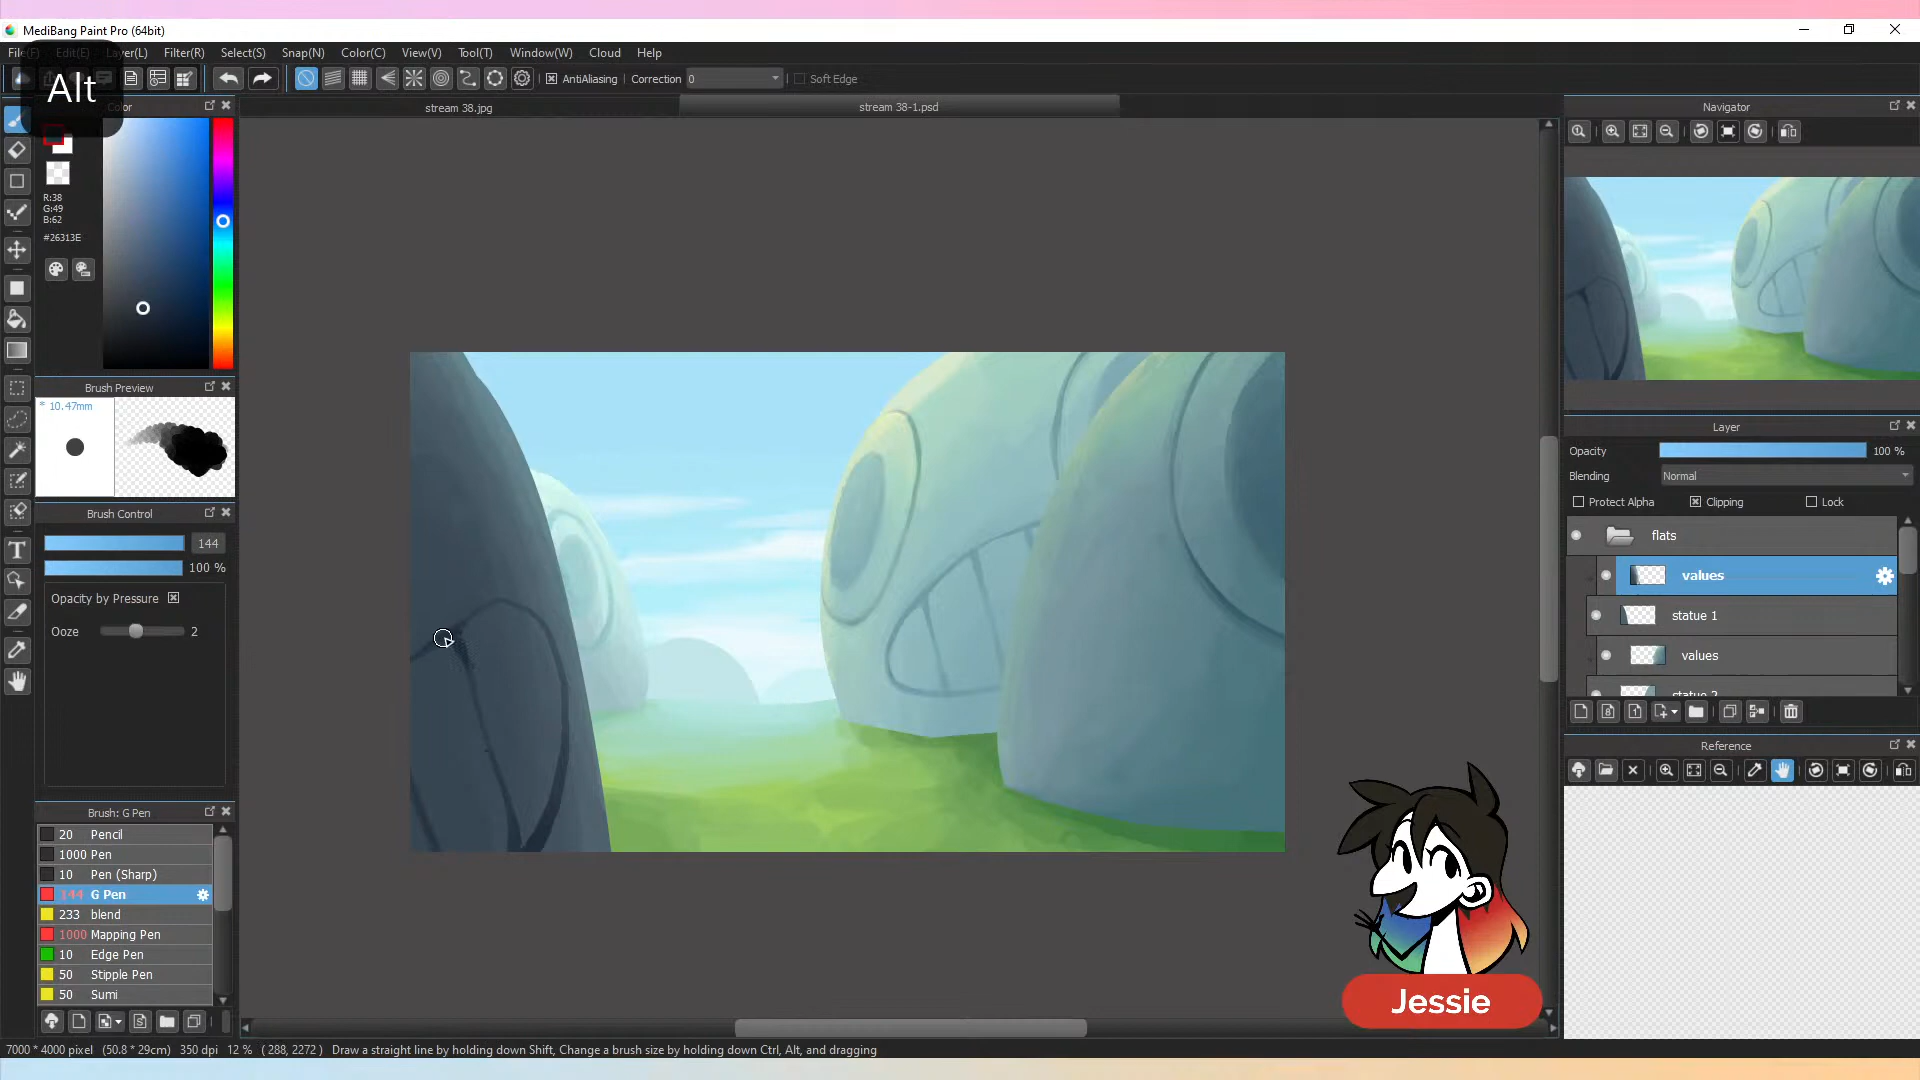 MediBang Paint Pro (64bit)
File(F) Edit(E) Layer(L) Filter(R) Select(S) Snap(N) Color(C) View(V) Tool(T) Window(W) Cloud Help
Alt
AntiAliasing Correction 0 Soft Edge
Color
stream 38.jpg
stream 38-1.psd
Navigator
R:38
G:49
B:62
#26313E
Brush Preview
* 10.47mm
Brush Control
144
100 %
Opacity by Pressure
Ooze 2
Brush: G Pen
20 Pencil
1000 Pen
10 Pen (Sharp)
144 G Pen
233 blend
1000 Mapping Pen
10 Edge Pen
50 Stipple Pen
50 Sumi
Layer
Opacity 100 %
Blending Normal
Protect Alpha Clipping Lock
flats
values
statue 1
values
statue 2
Reference
Jessie
7000 * 4000 pixel (50.8 * 29cm) 350 dpi 12 % ( 288, 2272 ) Draw a straight line by holding down Shift, Change a brush size by holding down Ctrl, Alt, and dragging